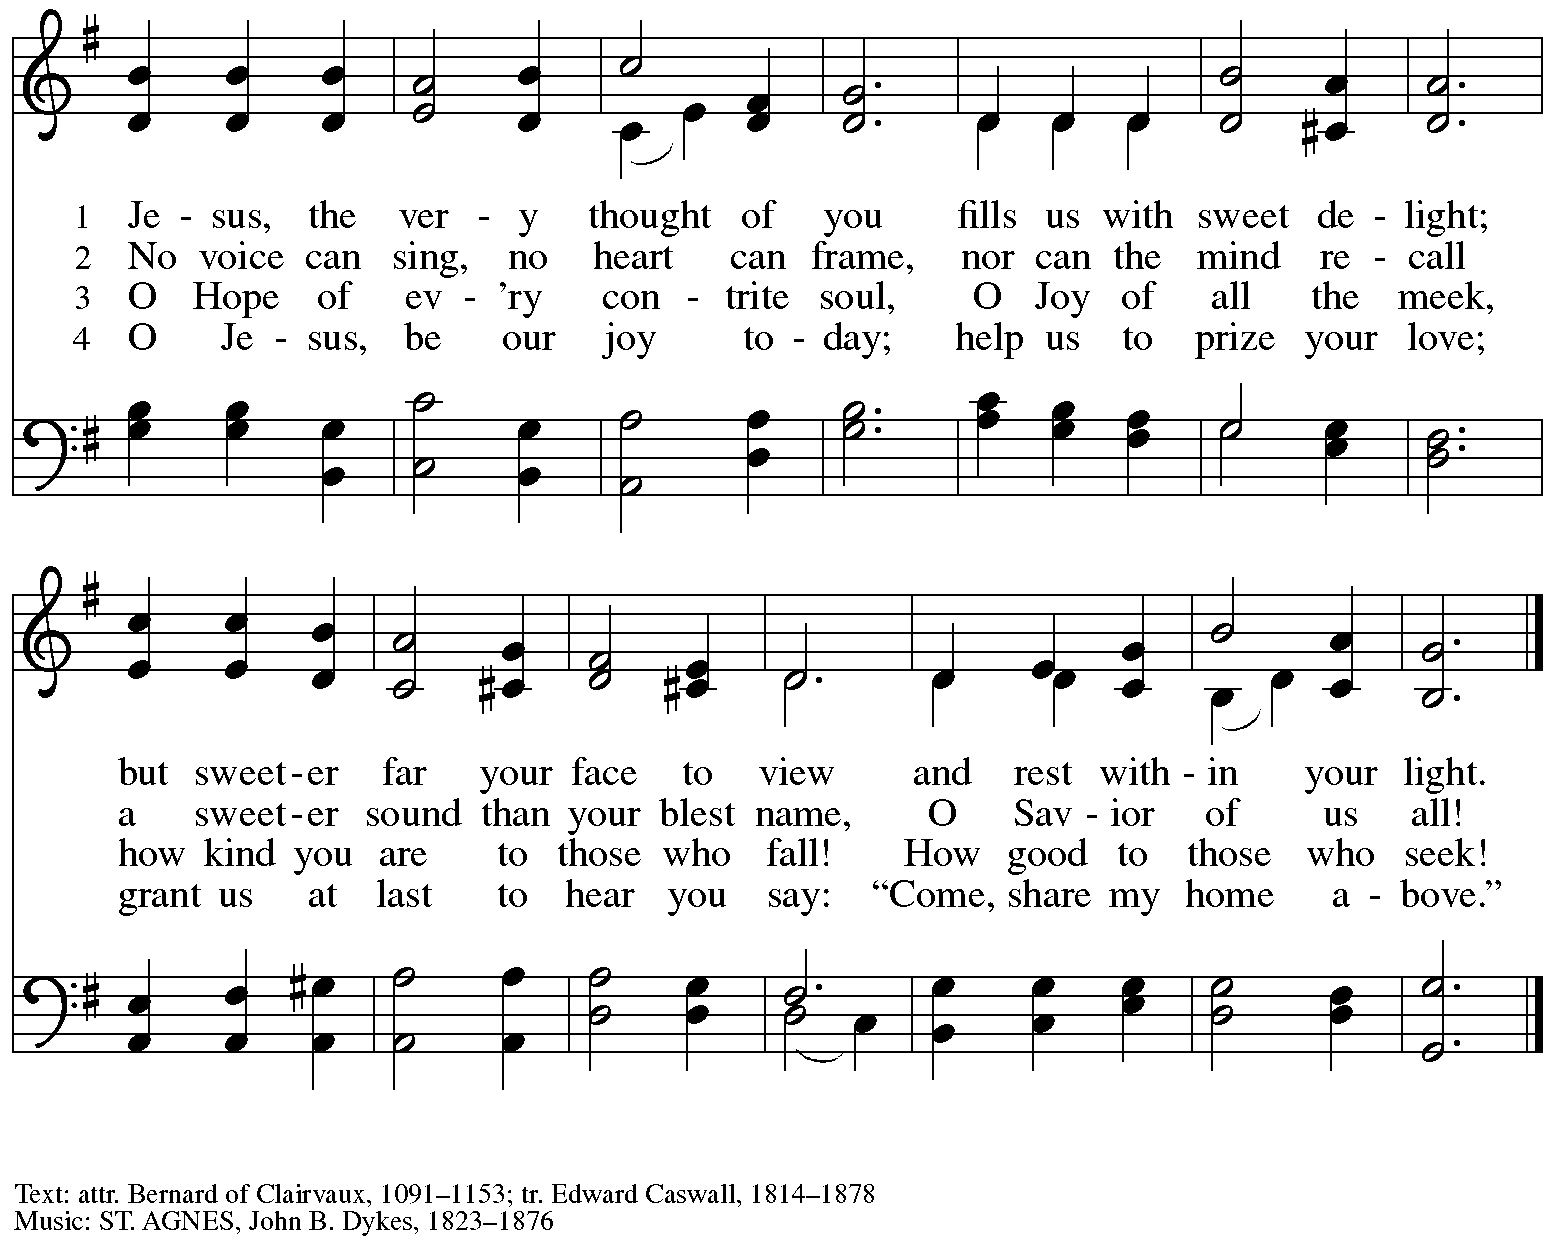 1 Je - sus, the ver - y thought of you fills us with sweet de - light;
2 No voice can sing, no heart can frame, nor can the mind re - call
3 O Hope of ev - 'ry con - trite soul, O Joy of all the meek,
4 O Je - sus, be our joy to - day; help us to prize your love;
but sweet - er far your face to view and rest with - in your light.
a sweet - er sound than your blest name, O Sav - ior of us all!
how kind you are to those who fall! How good to those who seek!
grant us at last to hear you say: “Come, share my home a - bove.”
Text: attr. Bernard of Clairvaux, 1091–1153; tr. Edward Caswall, 1814–1878
Music: ST. AGNES, John B. Dykes, 1823–1876